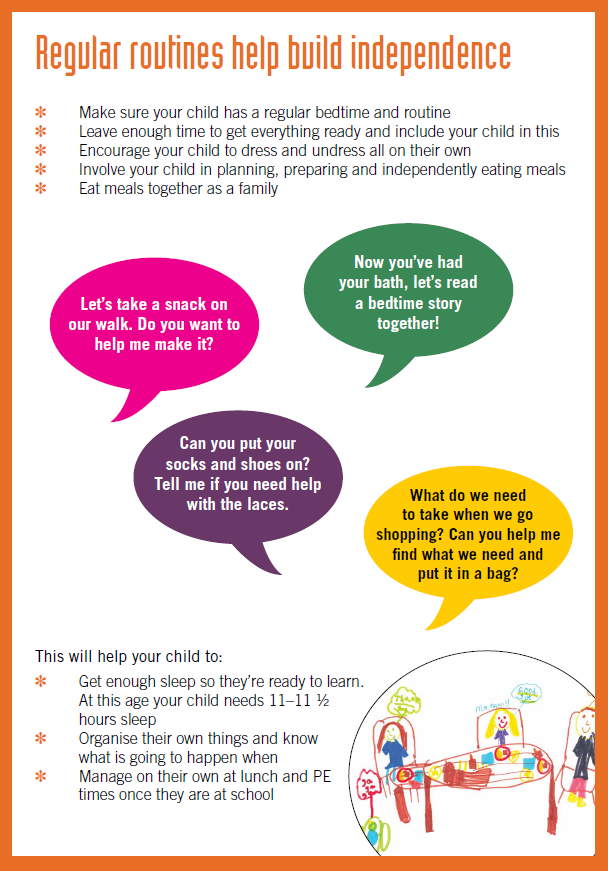 Regular routines help build independence
✻ Make sure your child has a regular bedtime and routine
✻ Leave enough time to get everything ready and include your child in this
✻ Encourage your child to dress and undress all on their own
✻ Involve your child in planning, preparing and independently eating meals
✻ Eat meals together as a family
Let's take a snack on
our walk. Do you want to
help me make it?
Now you've had
your bath, let's read
a bedtime story
together!
Can you put your
socks and shoes on?
Tell me if you need help
with the laces.
What do we need
to take when we go
shopping? Can you help me
find what we need and
put it in a bag?
This will help your child to:
✻ Get enough sleep so they're ready to learn.
At this age your child needs 11–11 ½
hours sleep
✻ Organise their own things and know
what is going to happen when
✻ Manage on their own at lunch and PE
times once they are at school
mammy